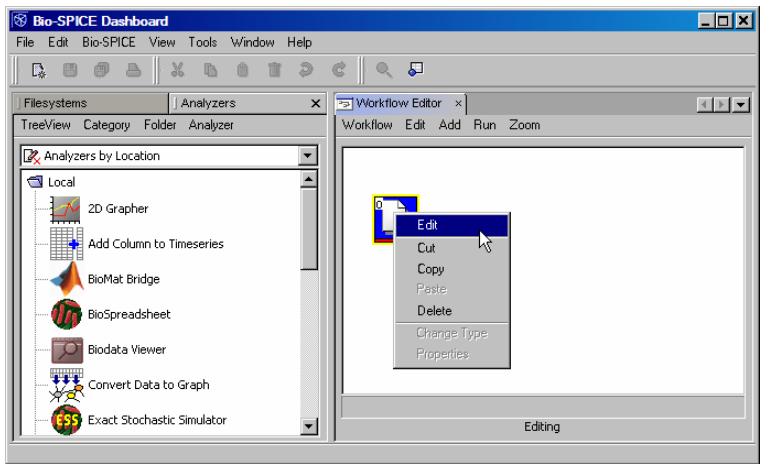 Bio-SPICE Dashboard
File Edit Bio-SPICE View Tools Window Help
Filesystems
Analyzers
TreeView Category Folder Analyzer
Analyzers by Location
Local
2D Grapher
Add Column to Timeseries
BioMat Bridge
BioSpreadsheet
Biodata Viewer
Convert Data to Graph
ESS
Exact Stochastic Simulator
Workflow Editor
Workflow Edit Add Run Zoom
0
Edit
Cut
Copy
Paste
Delete
Change Type
Properties
Editing